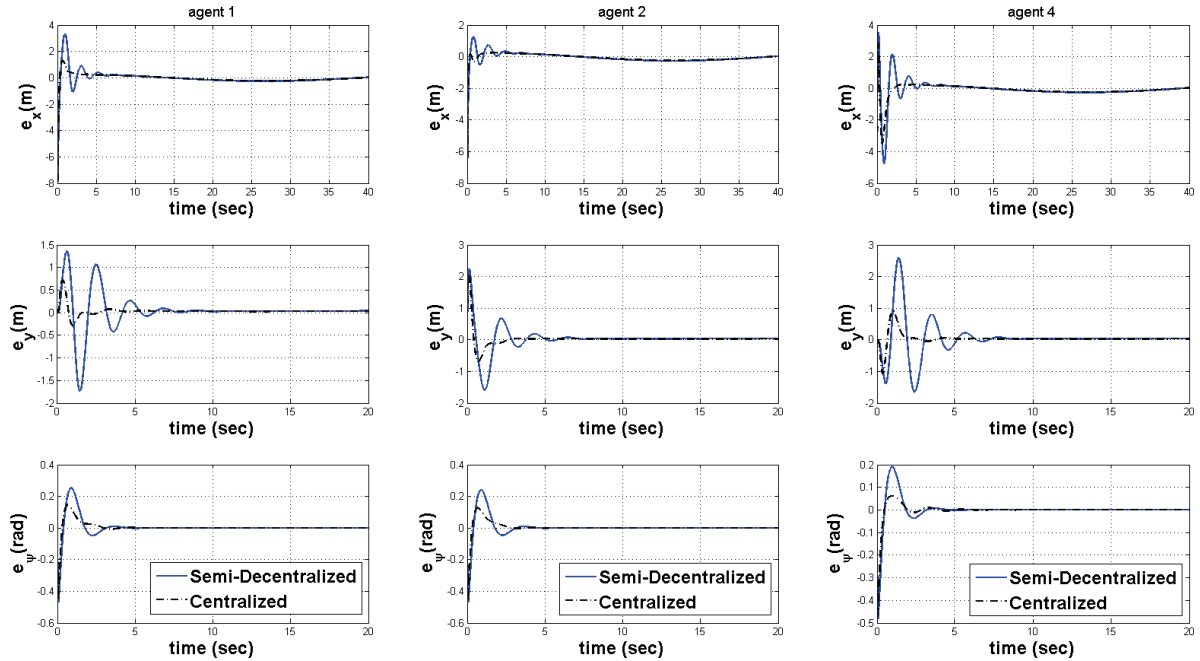 agent 1
agent 2
agent 4
4
2
0
-2
-4
-6
-8
e_x(m)
0 5 10 15 20 25 30 35 40
time (sec)
4
2
0
-2
-4
-6
-8
e_x(m)
0 5 10 15 20 25 30 35 40
time (sec)
4
2
0
-2
-4
-6
e_x(m)
0 5 10 15 20 25 30 35 40
time (sec)
1.5
1
0.5
0
-0.5
-1
-1.5
-2
e_y(m)
0 5 10 15 20
time (sec)
3
2
1
0
-1
-2
e_y(m)
0 5 10 15 20
time (sec)
3
2
1
0
-1
-2
e_y(m)
0 5 10 15 20
time (sec)
0.4
0.2
0
-0.2
-0.4
-0.6
e_ψ(rad)
Semi-Decentralized
Centralized
0 5 10 15 20
time (sec)
0.4
0.2
0
-0.2
-0.4
-0.6
e_ψ(rad)
Semi-Decentralized
Centralized
0 5 10 15 20
time (sec)
0.2
0.1
0
-0.1
-0.2
-0.3
-0.4
-0.5
e_ψ(rad)
Semi-Decentralized
Centralized
0 5 10 15 20
time (sec)